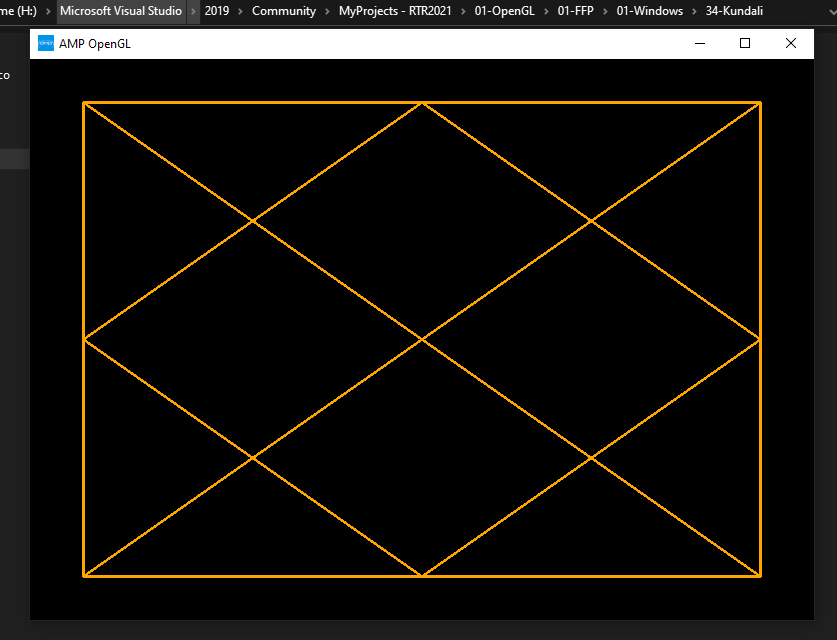 me (H:) › Microsoft Visual Studio › 2019 › Community › MyProjects - RTR2021 › 01-OpenGL › 01-FFP › 01-Windows › 34-Kundali
AMP OpenGL
co